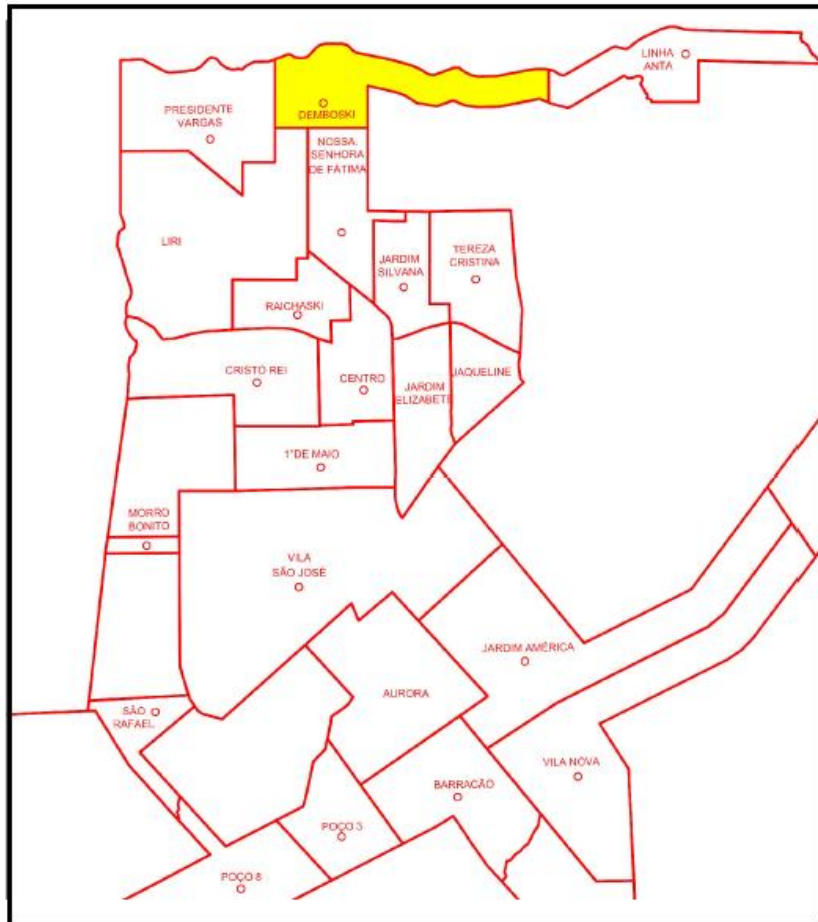 LINHA
ANTA
PRESIDENTE
VARGAS
DEMBOSKI
NOSSA.
SENHORA
DE FÁTIMA
LIRI
JARDIM
SILVANA
TEREZA
CRISTINA
RAICHASKI
CRISTO REI
CENTRO
JARDIM
ELIZABETE
JAQUELINE
1°DE MAIO
MORRO
BONITO
VILA
SÃO JOSÉ
JARDIM AMÉRICA
AURORA
SÃO
RAFAEL
BARRACÃO
VILA NOVA
POÇO 3
POÇO 8